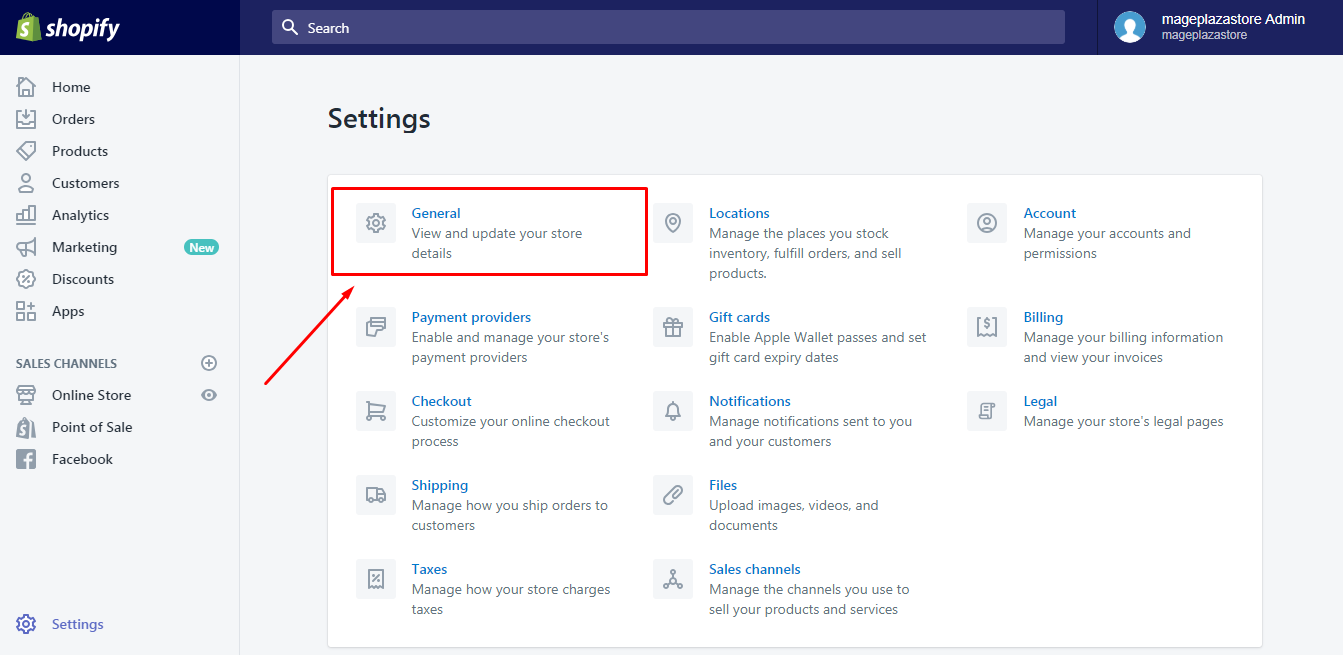 shopify
Search
mageplazastore Admin
mageplazastore
Home
Orders
Products
Customers
Analytics
Marketing New
Discounts
Apps
SALES CHANNELS
Online Store
Point of Sale
Facebook
Settings
Settings
General
View and update your store
details
Locations
Manage the places you stock
inventory, fulfill orders, and sell
products.
Account
Manage your accounts and
permissions
Payment providers
Enable and manage your store's
payment providers
Gift cards
Enable Apple Wallet passes and set
gift card expiry dates
Billing
Manage your billing information
and view your invoices
Checkout
Customize your online checkout
process
Notifications
Manage notifications sent to you
and your customers
Legal
Manage your store's legal pages
Shipping
Manage how you ship orders to
customers
Files
Upload images, videos, and
documents
Taxes
Manage how your store charges
taxes
Sales channels
Manage the channels you use to
sell your products and services